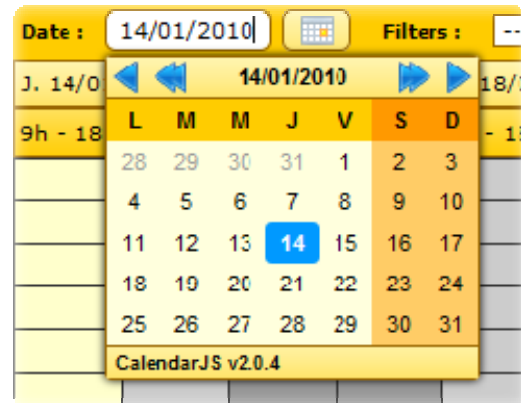 Date : 14/01/2010 Filters : --
J. 14/0 14/01/2010 18/
9h - 18 L M M J V S D - 1
28 29 30 31 1 2 3
4 5 6 7 8 9 10
11 12 13 14 15 16 17
18 19 20 21 22 23 24
25 26 27 28 29 30 31
CalendarJS v2.0.4